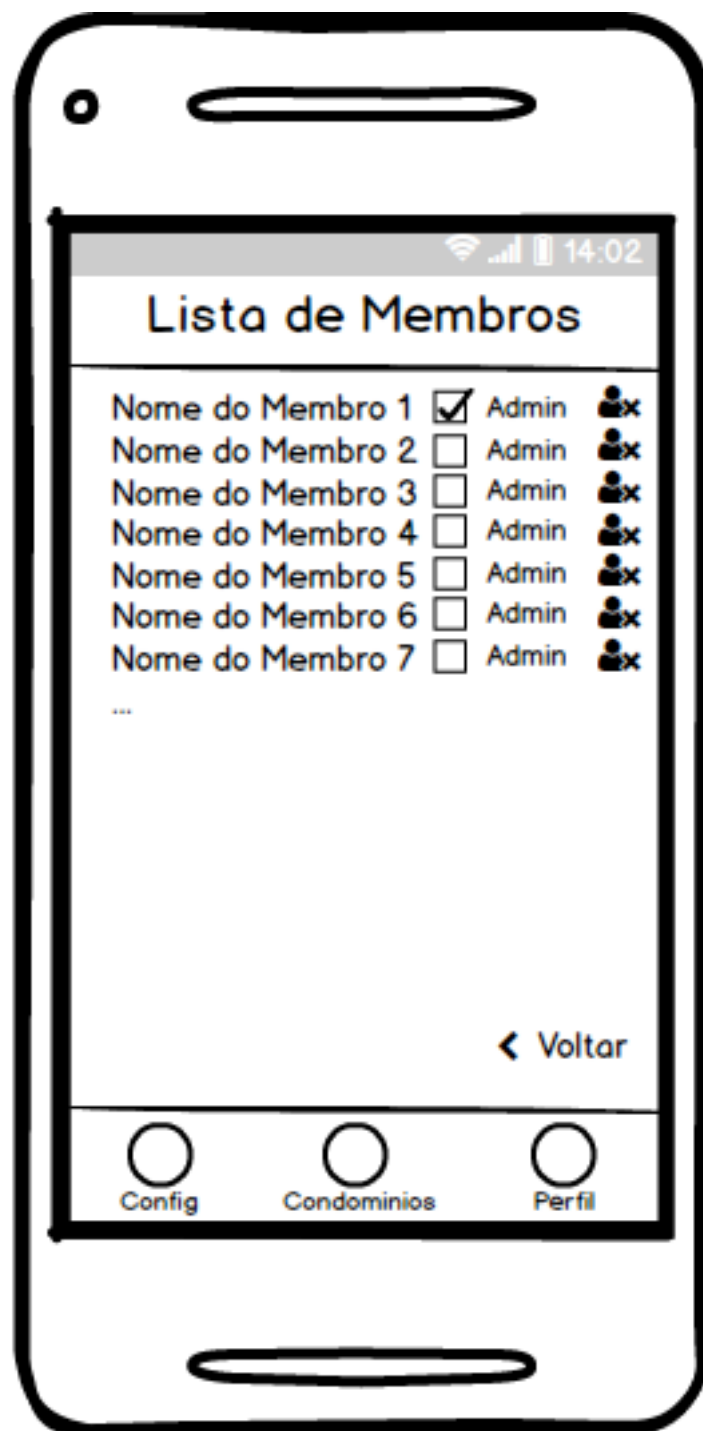 14:02
Lista de Membros
Nome do Membro 1 Admin
Nome do Membro 2 Admin
Nome do Membro 3 Admin
Nome do Membro 4 Admin
Nome do Membro 5 Admin
Nome do Membro 6 Admin
Nome do Membro 7 Admin
...
Voltar
Config Condominios Perfil